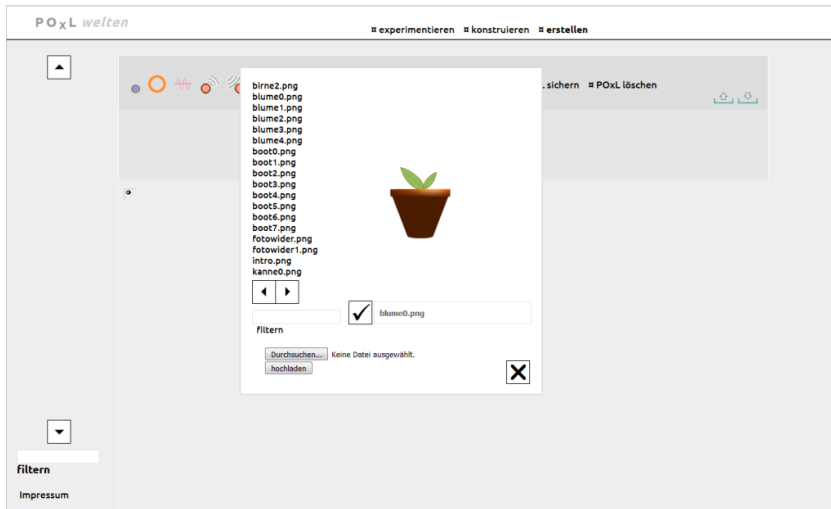 POXL welten
¤ experimentieren ¤ konstruieren ¤ erstellen
. sichern ¤ POxL löschen
birne2.png
blume0.png
blume1.png
blume2.png
blume3.png
blume4.png
boot0.png
boot1.png
boot2.png
boot3.png
boot4.png
boot5.png
boot6.png
boot7.png
fotowider.png
fotowider1.png
intro.png
kanne0.png
blume0.png
filtern
Durchsuchen... Keine Datei ausgewählt.
hochladen
filtern
Impressum